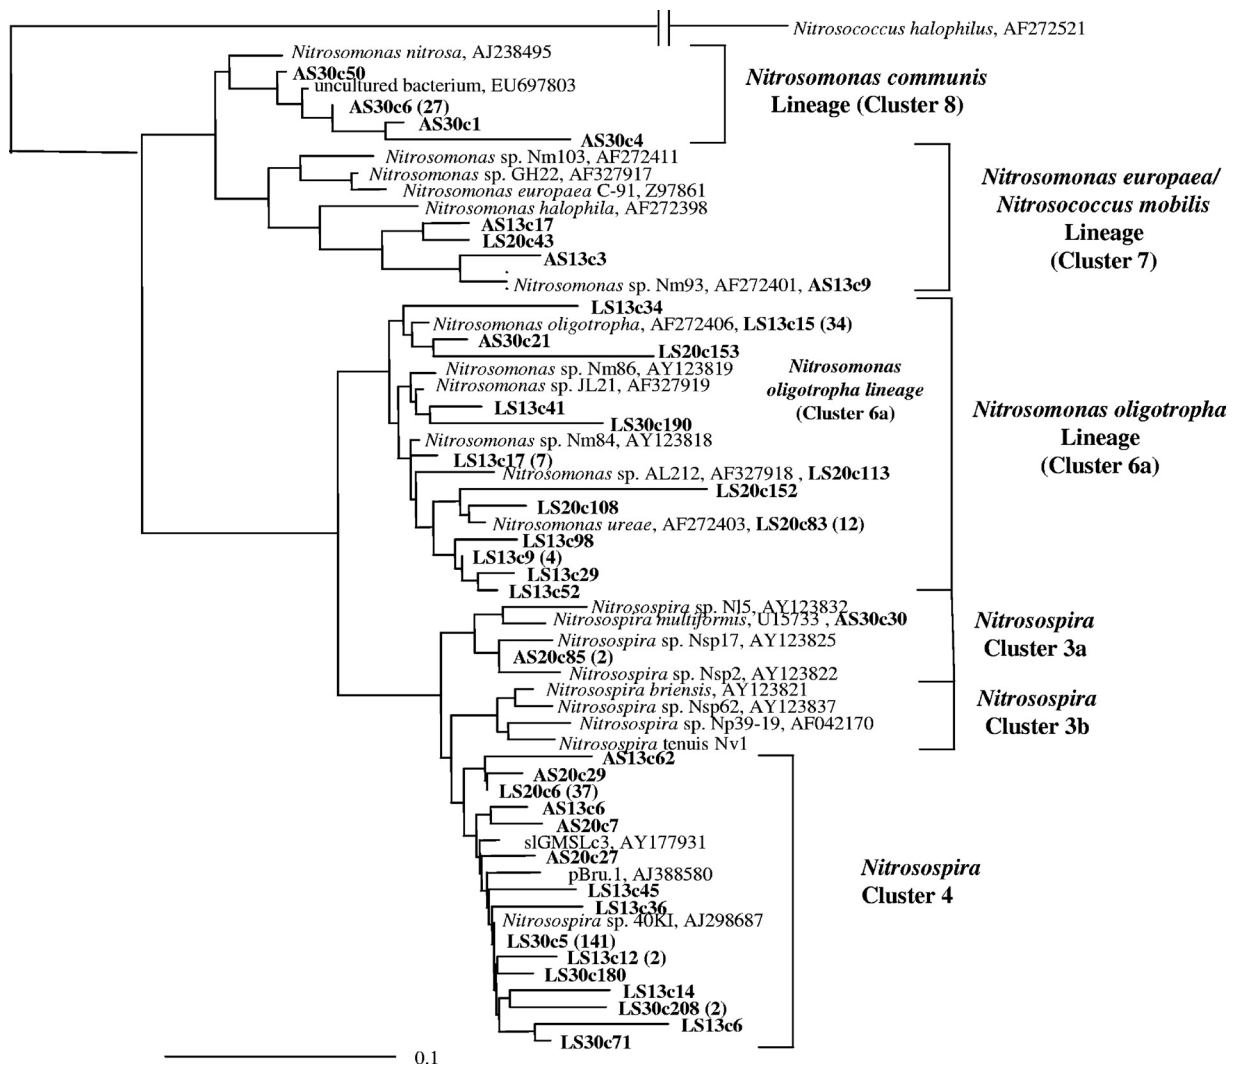 Nitrosococcus halophilus, AF272521
Nitrosomonas nitrosa, AJ238495
AS30c50
uncultured bacterium, EU697803
AS30c6 (27)
AS30c1
AS30c4
Nitrosomonas communis
Lineage (Cluster 8)
Nitrosomonas sp. Nm103, AF272411
Nitrosomonas sp. GH22, AF327917
Nitrosomonas europaea C-91, Z97861
Nitrosomonas halophila, AF272398
AS13c17
LS20c43
AS13c3
Nitrosomonas sp. Nm93, AF272401, AS13c9
Nitrosomonas europaea/
Nitrosococcus mobilis
Lineage
(Cluster 7)
LS13c34
Nitrosomonas oligotropha, AF272406, LS13c15 (34)
AS30c21
LS20c153
Nitrosomonas sp. Nm86, AY123819
Nitrosomonas sp. JL21, AF327919
LS13c41
LS30c190
Nitrosomonas sp. Nm84, AY123818
LS13c17 (7)
Nitrosomonas sp. AL212, AF327918 , LS20c113
LS20c152
LS20c108
Nitrosomonas ureae, AF272403, LS20c83 (12)
LS13c98
LS13c9 (4)
LS13c29
LS13c52
Nitrosomonas
oligotropha lineage
(Cluster 6a)
Nitrosomonas oligotropha
Lineage
(Cluster 6a)
Nitrosospira sp. Nl5, AY123832
Nitrosospira multiformis, U15733 , AS30c30
Nitrosospira sp. Nsp17, AY123825
AS20c85 (2)
Nitrosospira sp. Nsp2, AY123822
Nitrosospira
Cluster 3a
Nitrosospira briensis, AY123821
Nitrosospira sp. Nsp62, AY123837
Nitrosospira sp. Np39-19, AF042170
Nitrosospira tenuis Nv1
Nitrosospira
Cluster 3b
AS13c62
AS20c29
LS20c6 (37)
AS13c6
AS20c7
slGMSLc3, AY177931
AS20c27
pBru.1, AJ388580
LS13c45
LS13c36
Nitrosospira sp. 40KI, AJ298687
LS30c5 (141)
LS13c12 (2)
LS30c180
LS13c14
LS30c208 (2)
LS13c6
LS30c71
Nitrosospira
Cluster 4
0.1